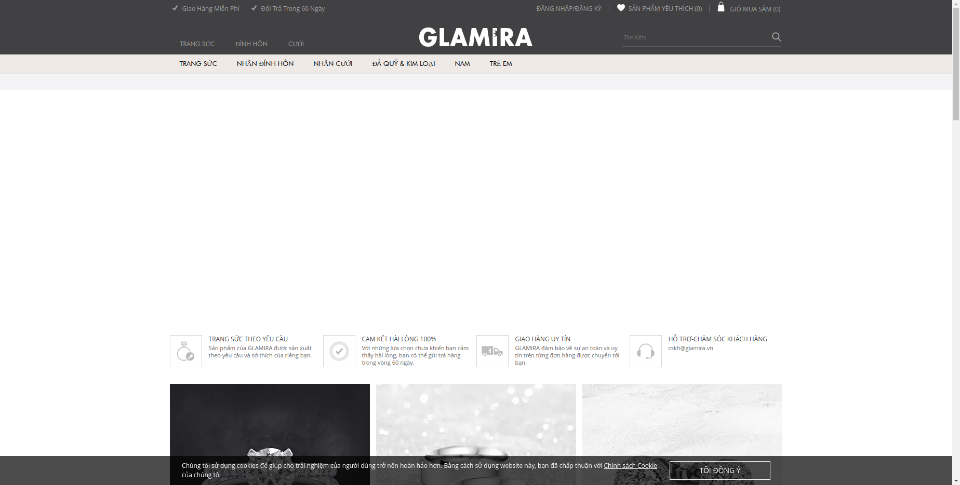 Giao Hàng Miễn Phí
Đổi Trả Trong 60 Ngày
ĐĂNG NHẬP/ĐĂNG KÝ
SẢN PHẨM YÊU THÍCH (0)
GIỎ MUA SẮM (0)
TRANG SỨC
ĐÍNH HÔN
CƯỚI
GLAMIRA
Tìm kiếm
TRANG SỨC
NHẪN ĐÍNH HÔN
NHẪN CƯỚI
ĐÁ QUÝ & KIM LOẠI
NAM
TRẺ EM
TRANG SỨC THEO YÊU CẦU
Sản phẩm của GLAMIRA được sản xuất
theo yêu cầu và sở thích của riêng bạn.
CAM KẾT HÀI LÒNG 100%
Với những lựa chọn chưa khiến bạn cảm
thấy hài lòng, bạn có thể gửi trả hàng
trong vòng 60 ngày.
GIAO HÀNG UY TÍN
GLAMIRA đảm bảo về sự an toàn và uy
tín trên từng đơn hàng được chuyển tới
bạn.
HỖ TRỢ-CHĂM SÓC KHÁCH HÀNG
cskh@glamira.vn
Chúng tôi sử dụng cookies để giúp cho trải nghiệm của người dùng trở nên hoàn hảo hơn. Bằng cách sử dụng website này, bạn đã chấp thuận với Chính sách Cookie
của chúng tôi.
TÔI ĐỒNG Ý